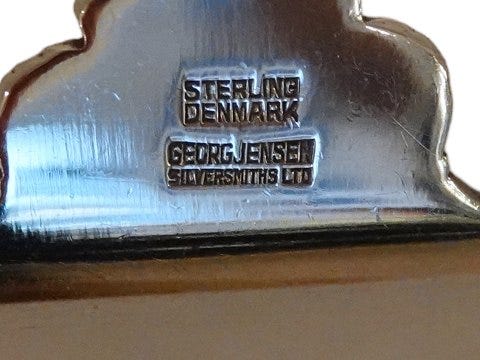 STERLING
DENMARK
GEORG JENSEN
SILVERSMITHS LTD